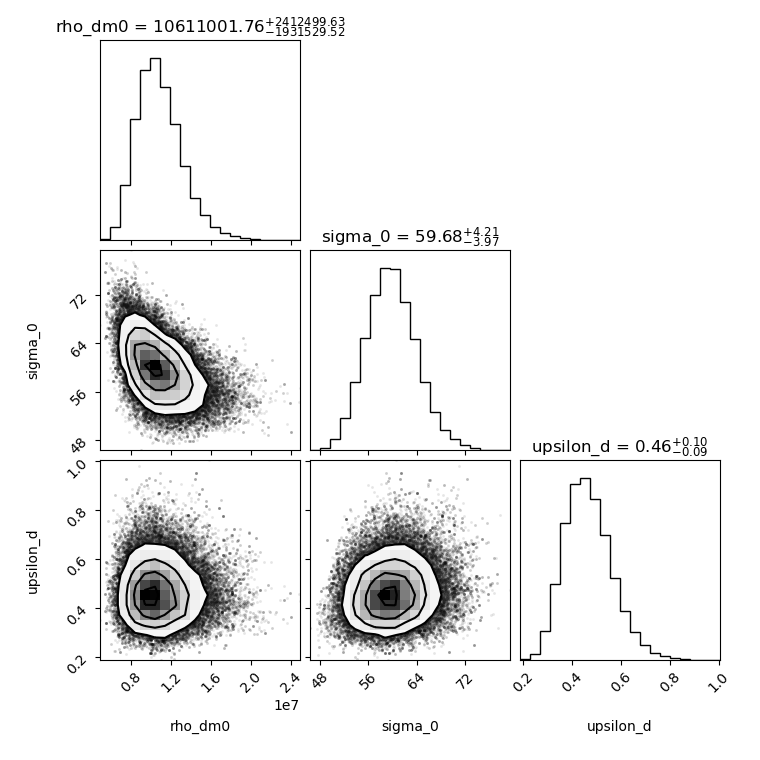 rho_dm0 = 10611001.76+2412499.63−1931529.52
sigma_0 = 59.68+4.21−3.97
72
64
56
48
sigma_0
upsilon_d = 0.46+0.10−0.09
1.0
0.8
0.6
0.4
0.2
upsilon_d
0.8 1.2 1.6 2.0 2.4
1e7
rho_dm0
48 56 64 72
sigma_0
0.2 0.4 0.6 0.8 1.0
upsilon_d